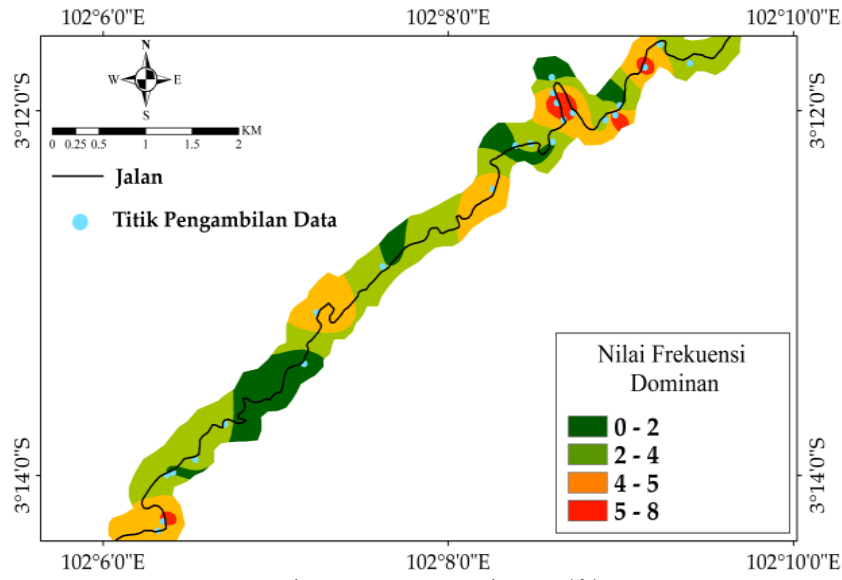 102°6'0"E 102°8'0"E 102°10'0"E
N
W E
S
0 0.25 0.5 1 1.5 2 KM
Jalan
Titik Pengambilan Data
3°12'0"S 3°12'0"S
Nilai Frekuensi
Dominan
0 - 2
2 - 4
4 - 5
5 - 8
3°14'0"S 3°14'0"S
102°6'0"E 102°8'0"E 102°10'0"E